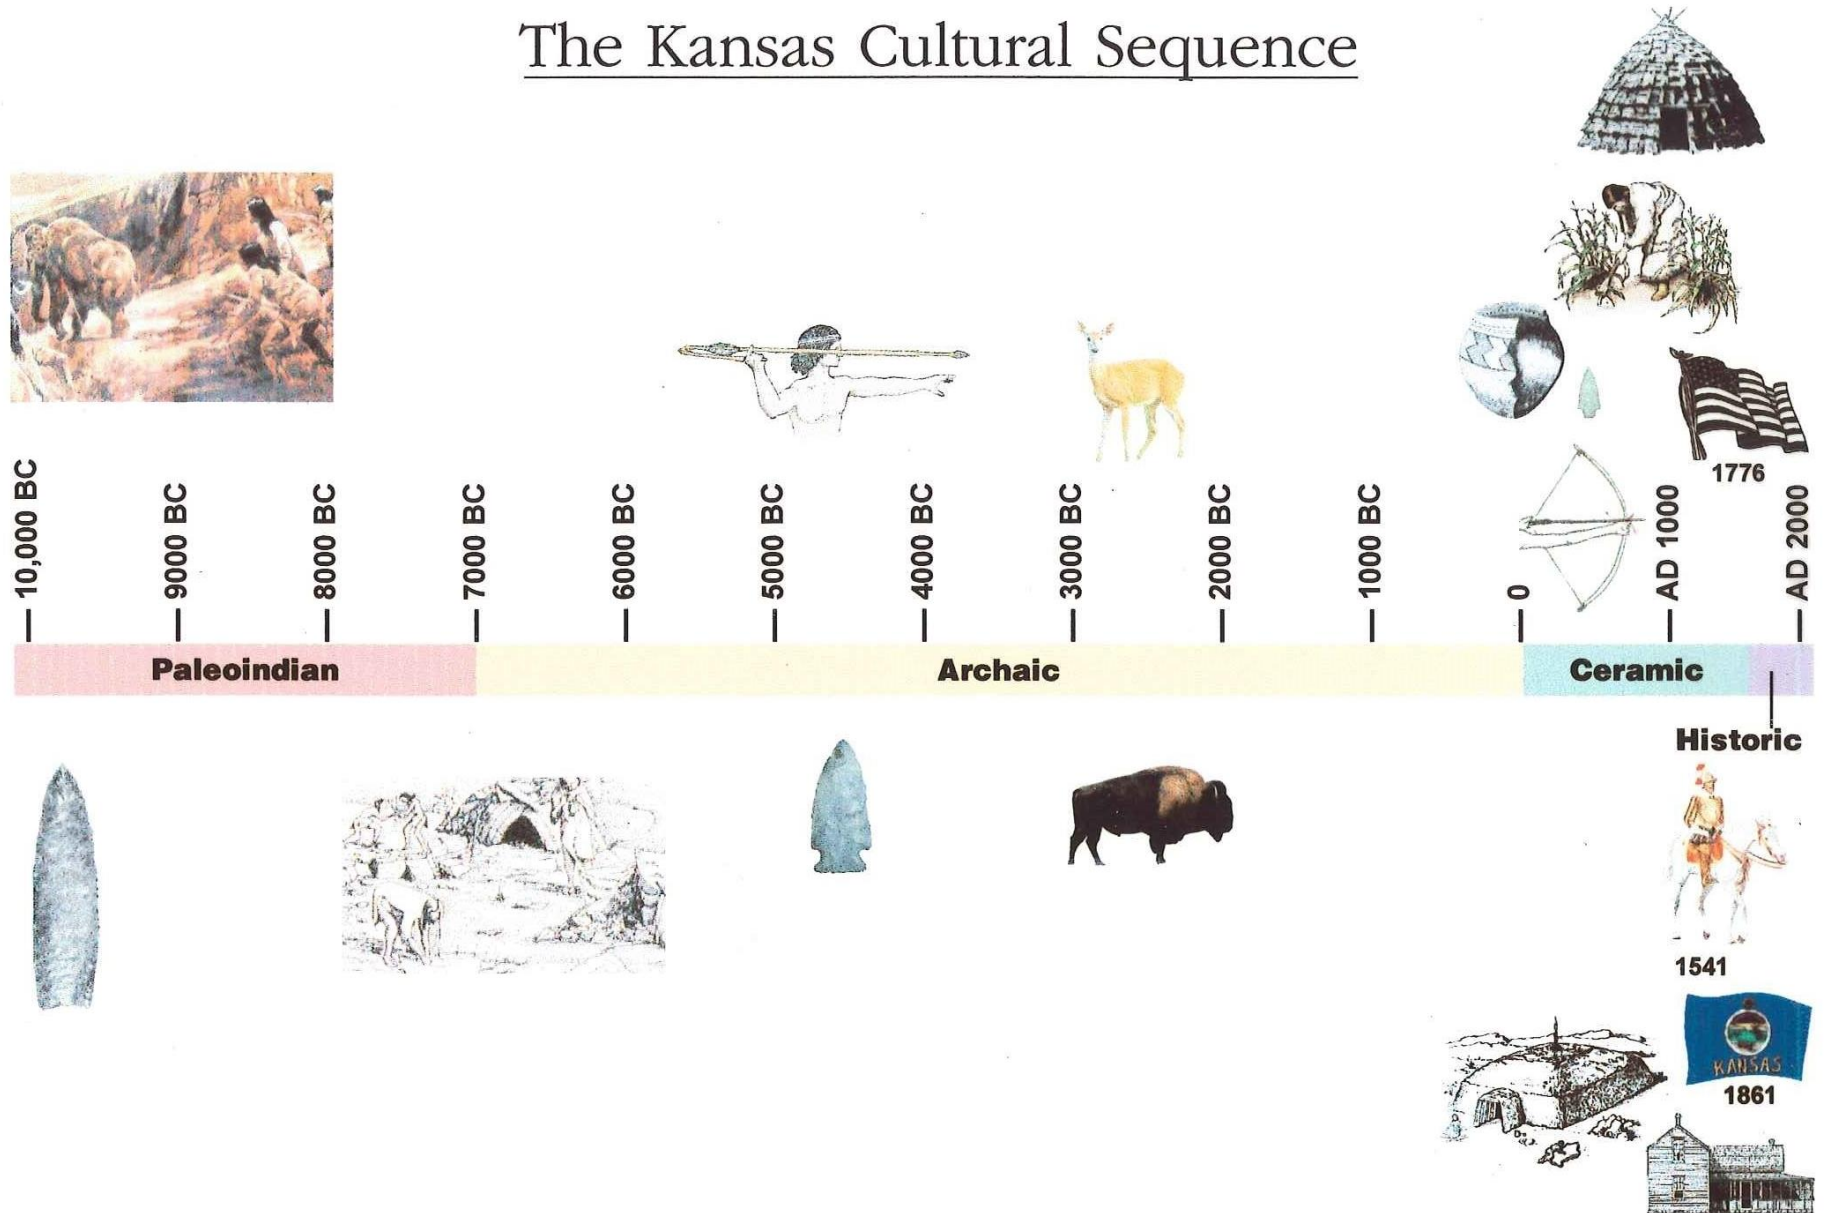 The Kansas Cultural Sequence
1776
10,000 BC
9000 BC
8000 BC
7000 BC
6000 BC
5000 BC
4000 BC
3000 BC
2000 BC
1000 BC
0
AD 1000
AD 2000
Paleoindian
Archaic
Ceramic
Historic
1541
KANSAS
1861